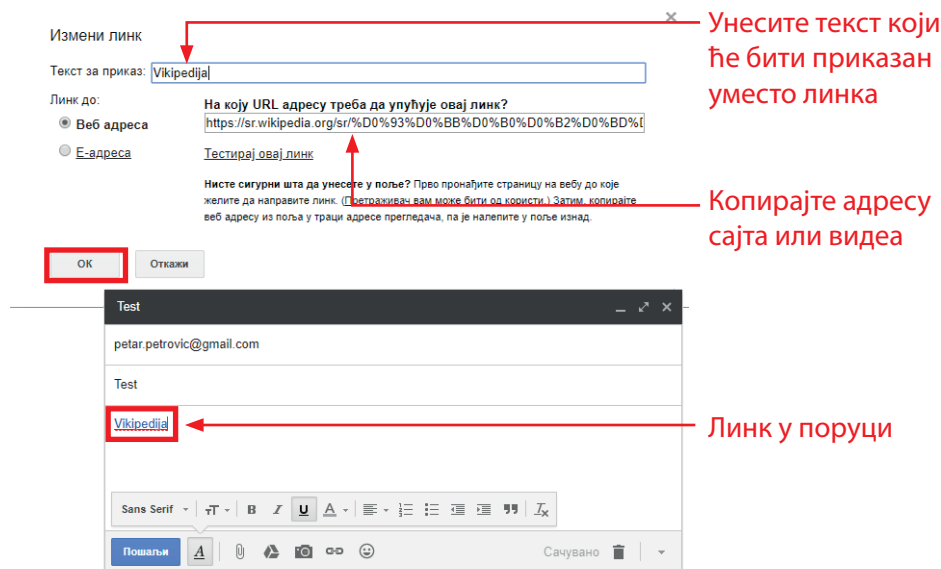 Измени линк
Унесите текст који
ће бити приказан
уместо линка
Текст за приказ: Vikipedija
Линк до:
На коју URL адресу треба да упућује овај линк?
Веб адреса
https://sr.wikipedia.org/sr/%D0%93%D0%BB%D0%B0%D0%B2%D0%BD%D
Е-адреса
Тестирај овај линк
Нисте сигурни шта да унесете у поље? Прво пронађите страницу на вебу до које
желите да направите линк. (Претраживач вам може бити од користи.) Затим, копирајте
веб адресу из поља у траци адресе прегледача, па је налепите у поље изнад.
Копирајте адресу
сајта или видеа
ОК Откажи
Test
petar.petrovic@gmail.com
Test
Vikipedija
Линк у поруци
Sans Serif тТ B I U A Tx
Пошаљи A Сачувано